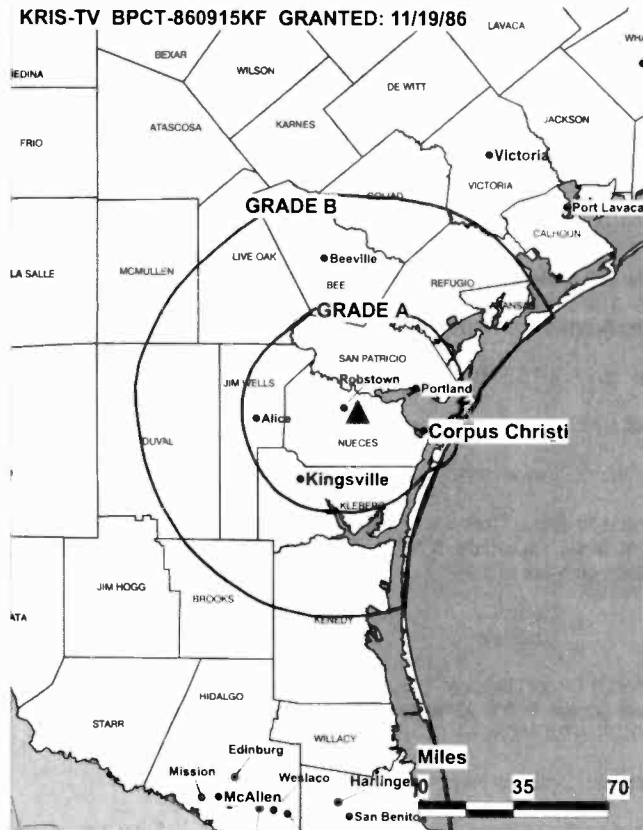 KRIS-TV BPCT-860915KF GRANTED: 11/19/86
LAVACA
BEXAR
WILSON
DE WITT
JACKSON
ATASCOSA
KARNES
FRIO
Victoria
VICTORIA
Port Lavaca
CALHOUN
GRADE B
LA SALLE
MCMULLEN
LIVE OAK
Beeville
BEE
REFUGIO
GRADE A
SAN PATRICIO
JIM WELLS
Robstown
Portland
Alice
Corpus Christi
DUVAL
NUECES
Kingsville
KLEBERG
JIM HOGG
BROOKS
KENEDY
STARR
HIDALGO
WILLACY
Miles
Edinburg
Mission
McAllen
Weslaco
Harlingen
San Benito
0 35 70